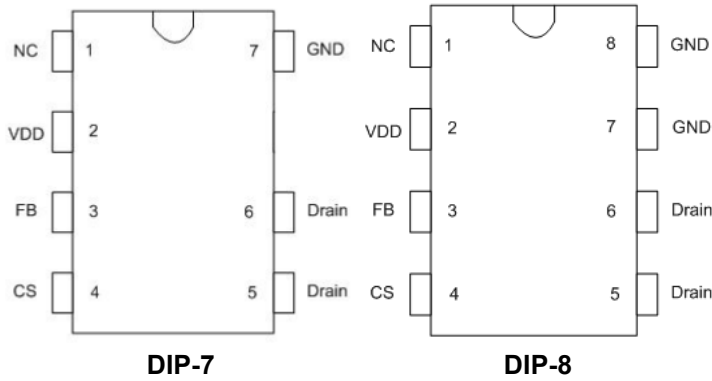 NC 1 7 GND
VDD 2
FB 3 6 Drain
CS 4 5 Drain
DIP-7
NC 1 8 GND
VDD 2 7 GND
FB 3 6 Drain
CS 4 5 Drain
DIP-8